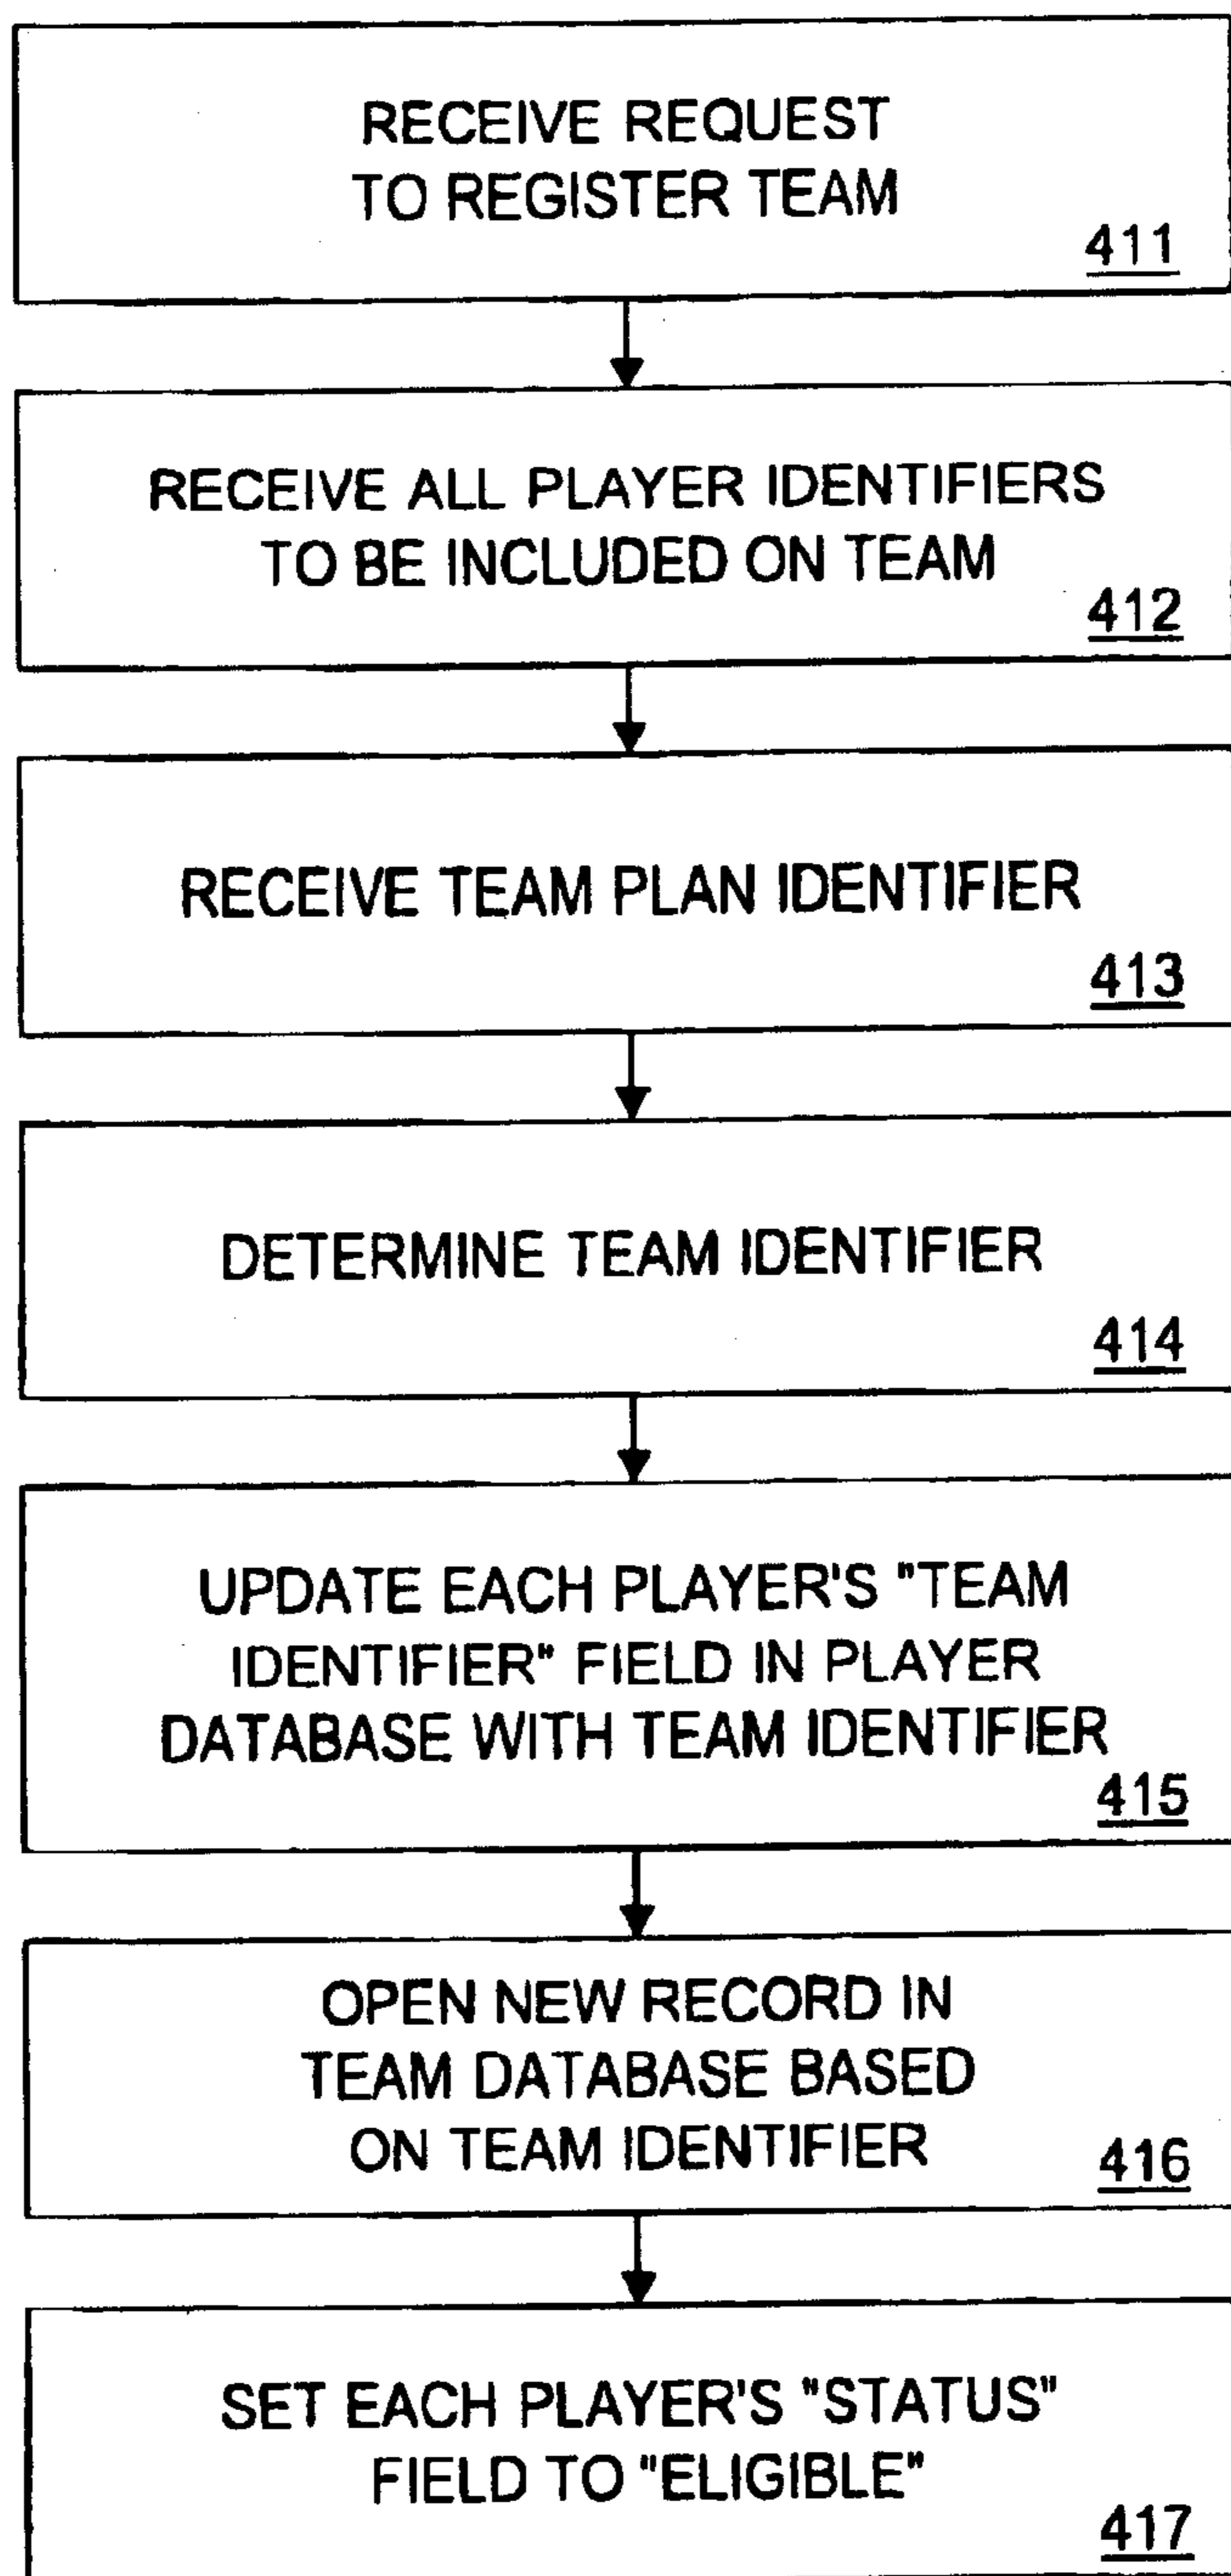 RECEIVE REQUEST
TO REGISTER TEAM
411
RECEIVE ALL PLAYER IDENTIFIERS
TO BE INCLUDED ON TEAM
412
RECEIVE TEAM PLAN IDENTIFIER
413
DETERMINE TEAM IDENTIFIER
414
UPDATE EACH PLAYER'S "TEAM
IDENTIFIER" FIELD IN PLAYER
DATABASE WITH TEAM IDENTIFIER
415
OPEN NEW RECORD IN
TEAM DATABASE BASED
ON TEAM IDENTIFIER
416
SET EACH PLAYER'S "STATUS"
FIELD TO "ELIGIBLE"
417